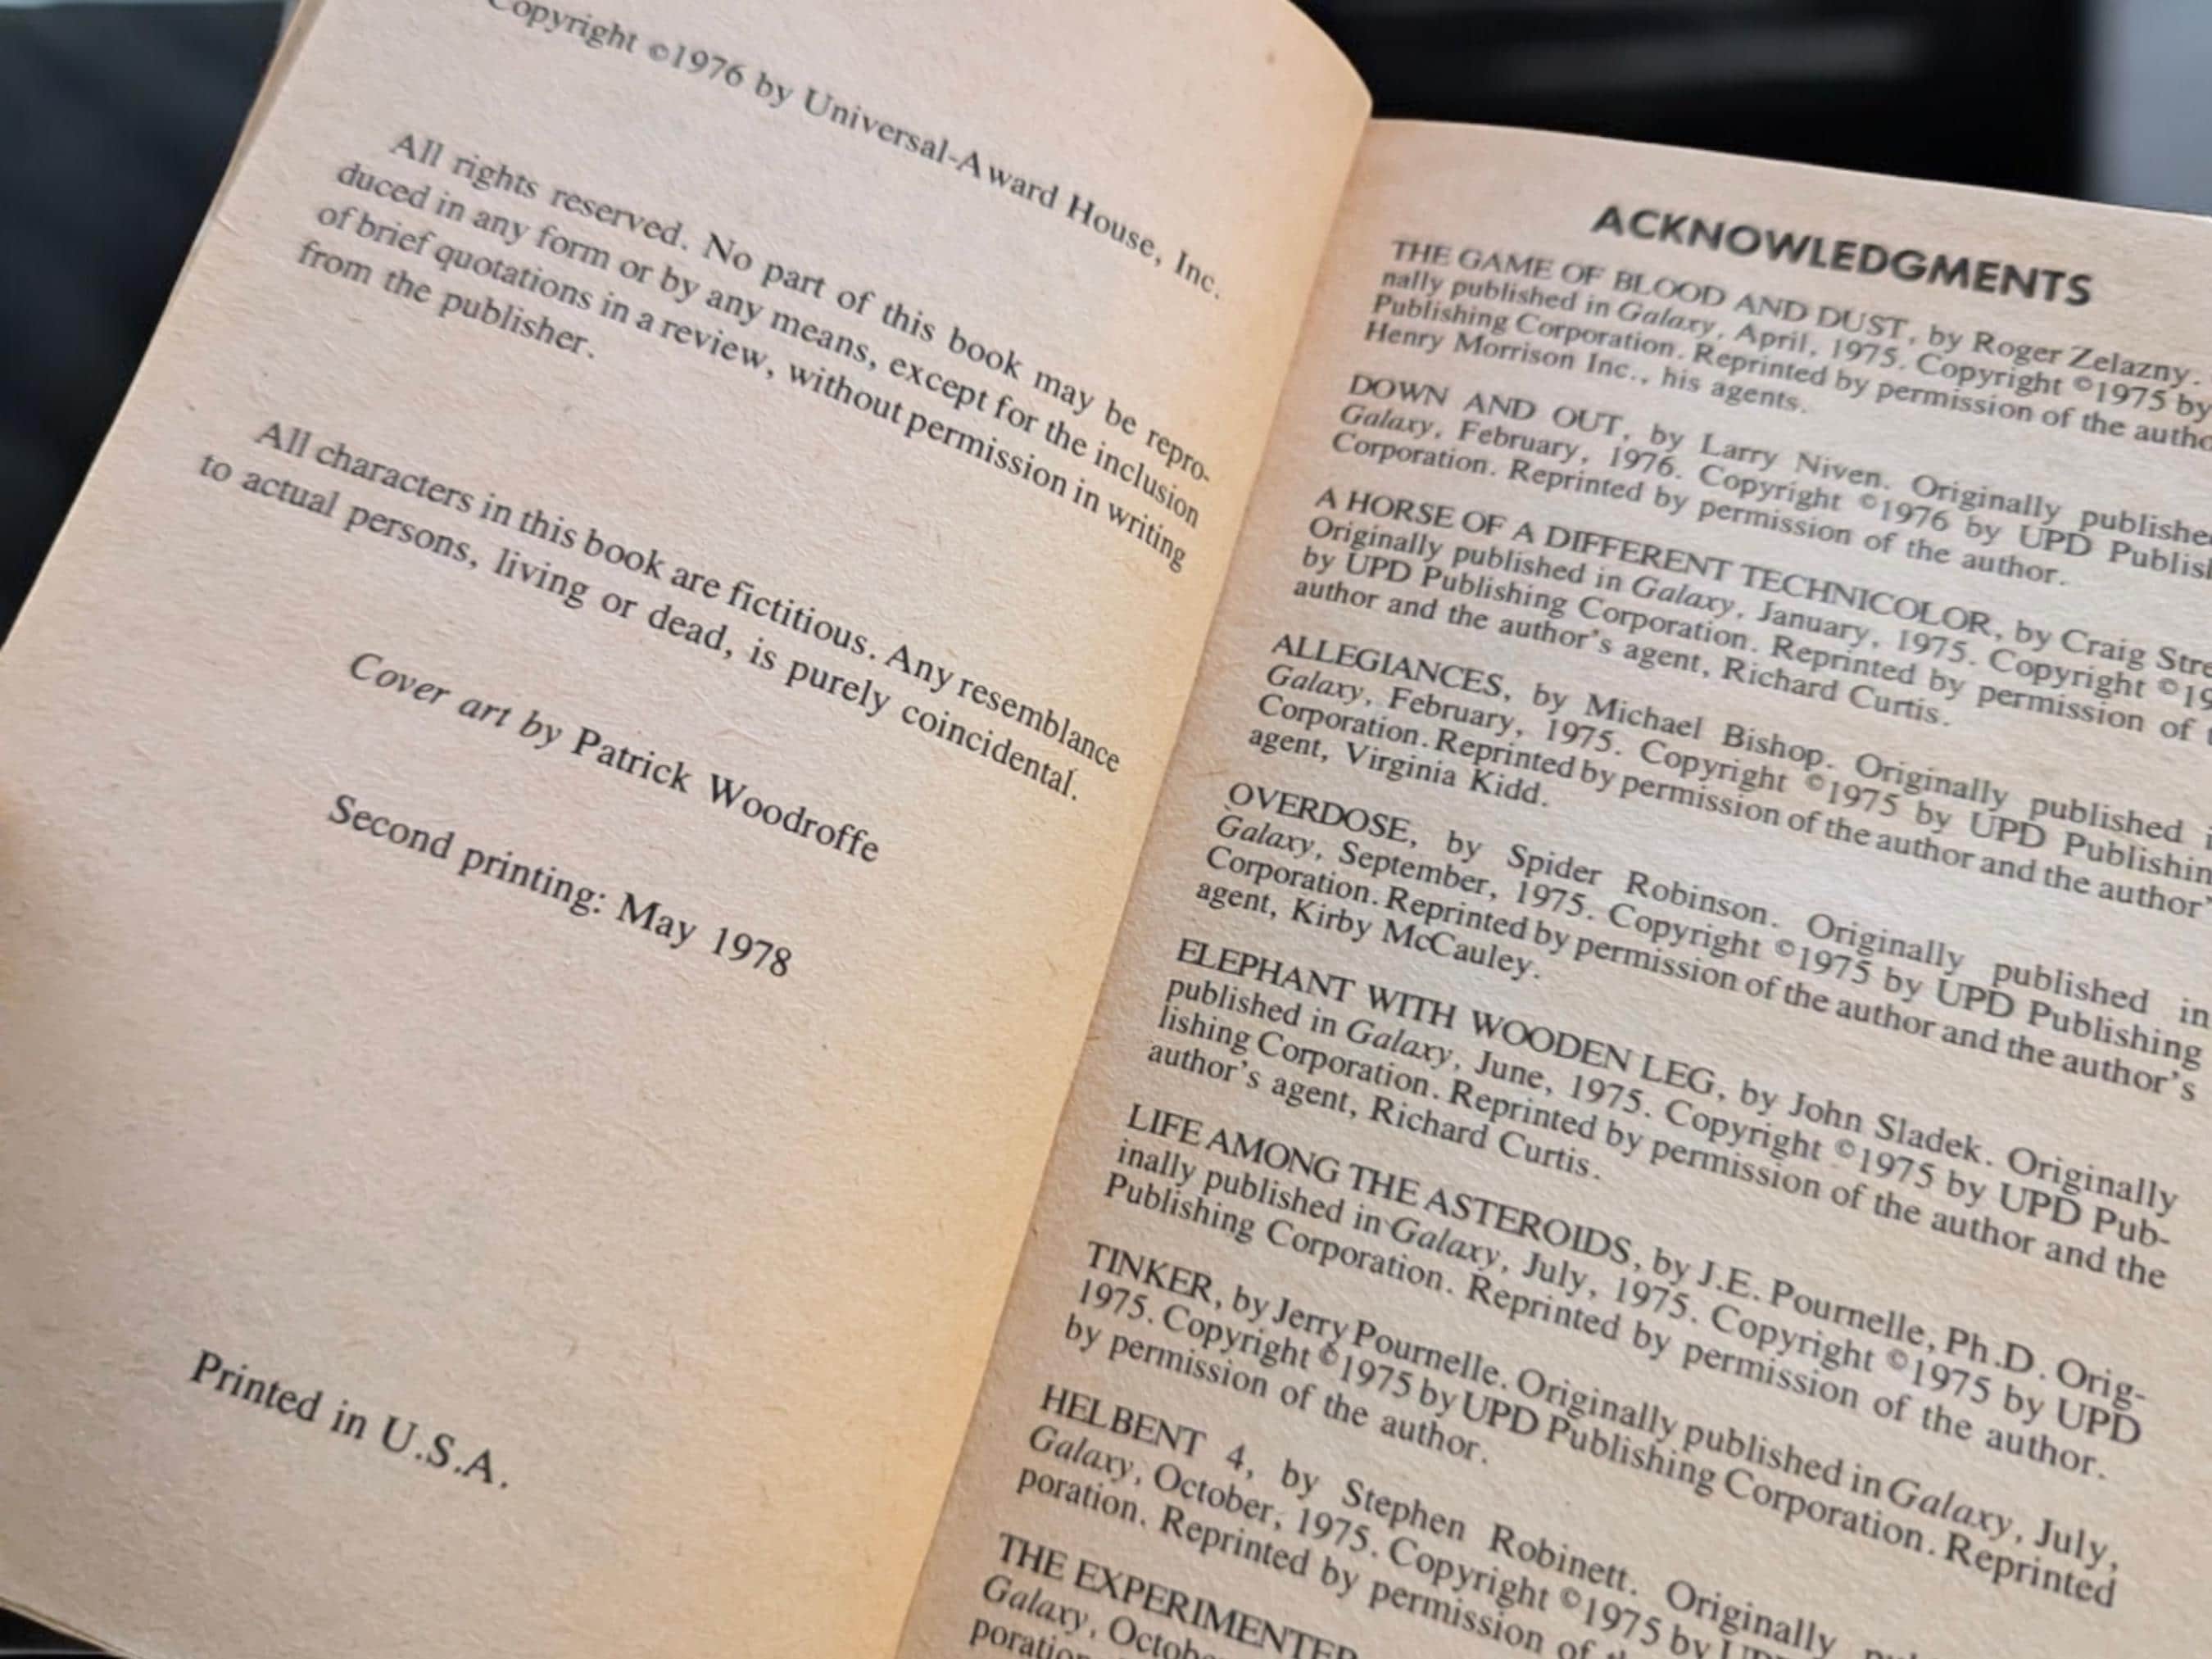 Copyright ©1976 by Universal-Award House, Inc.
All rights reserved. No part of this book may be repro-
duced in any form or by any means, except for the inclusion
of brief quotations in a review, without permission in writing
from the publisher.
All characters in this book are fictitious. Any resemblance
to actual persons, living or dead, is purely coincidental.
Cover art by Patrick Woodroffe
Second printing: May 1978
Printed in U.S.A.
ACKNOWLEDGMENTS
THE GAME OF BLOOD AND DUST, by Roger Zelazny.
nally published in Galaxy, April, 1975. Copyright ©1975 by
Publishing Corporation. Reprinted by permission of the
Henry Morrison Inc., his agents.
DOWN AND OUT, by Larry Niven. Originally
Galaxy, February, 1976. Copyright ©1976 by UPD
Corporation. Reprinted by permission of the author.
A HORSE OF A DIFFERENT TECHNICOLOR, by Craig
Originally published in Galaxy, January, 1975. Copyright
by UPD Publishing Corporation. Reprinted by permission of
author and the author's agent, Richard Curtis.
ALLEGIANCES, by Michael Bishop. Originally published
Galaxy, February, 1975. Copyright ©1975 by UPD
Corporation. Reprinted by permission of the author and the
agent, Virginia Kidd.
OVERDOSE, by Spider Robinson. Originally published in
Galaxy, September, 1975. Copyright ©1975 by UPD Publishing
Corporation. Reprinted by permission of the author and the author's
agent, Kirby McCauley.
ELEPHANT WITH WOODEN LEG, by John Sladek. Originally
published in Galaxy, June, 1975. Copyright ©1975 by UPD Pub-
lishing Corporation. Reprinted by permission of the author and the
author's agent, Richard Curtis.
LIFE AMONG THE ASTEROIDS, by J.E. Pournelle, Ph.D. Orig-
inally published in Galaxy, July, 1975. Copyright ©1975 by UPD
Publishing Corporation. Reprinted by permission of the author.
TINKER, by Jerry Pournelle. Originally published in Galaxy, July,
1975. Copyright ©1975 by UPD Publishing Corporation. Reprinted
by permission of the author.
HELBENT 4, by Stephen Robinett. Originally
Galaxy, October, 1975. Copyright ©1975 by
poration. Reprinted by permission of
THE EXPERIMENTER
Galaxy,